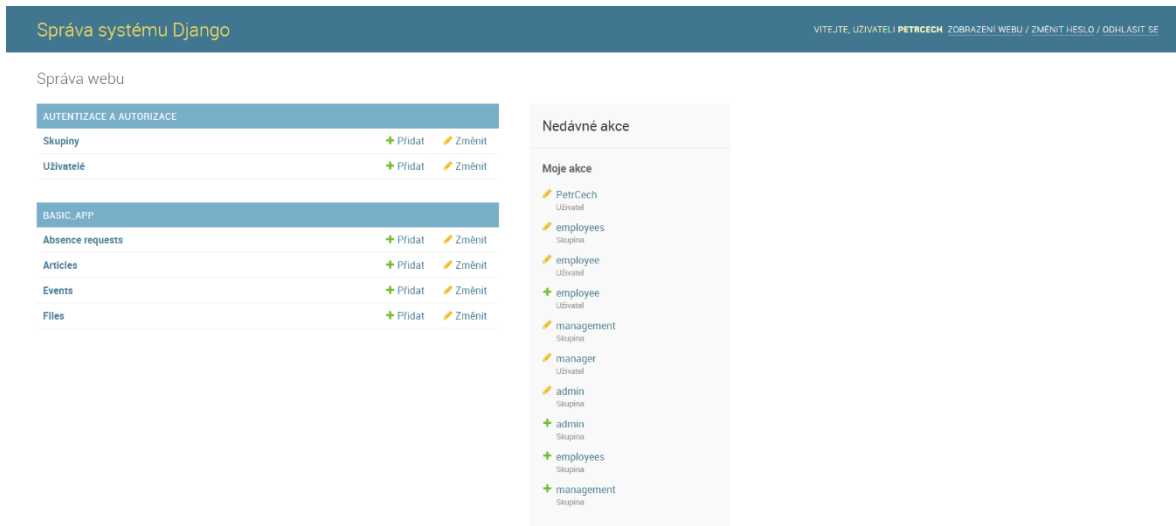 Správa systému Django
VÍTEJTE, UŽIVATELI PETRCECH. ZOBRAZENÍ WEBU / ZMĚNIT HESLO / ODHLÁSIT SE
Správa webu
AUTENTIZACE A AUTORIZACE
Skupiny Přidat Změnit
Uživatelé Přidat Změnit
BASIC_APP
Absence requests Přidat Změnit
Articles Přidat Změnit
Events Přidat Změnit
Files Přidat Změnit
Nedávné akce
Moje akce
PetrCech
Uživatel
employees
Skupina
employee
Uživatel
employee
Uživatel
management
Skupina
manager
Uživatel
admin
Skupina
admin
Skupina
employees
Skupina
management
Skupina